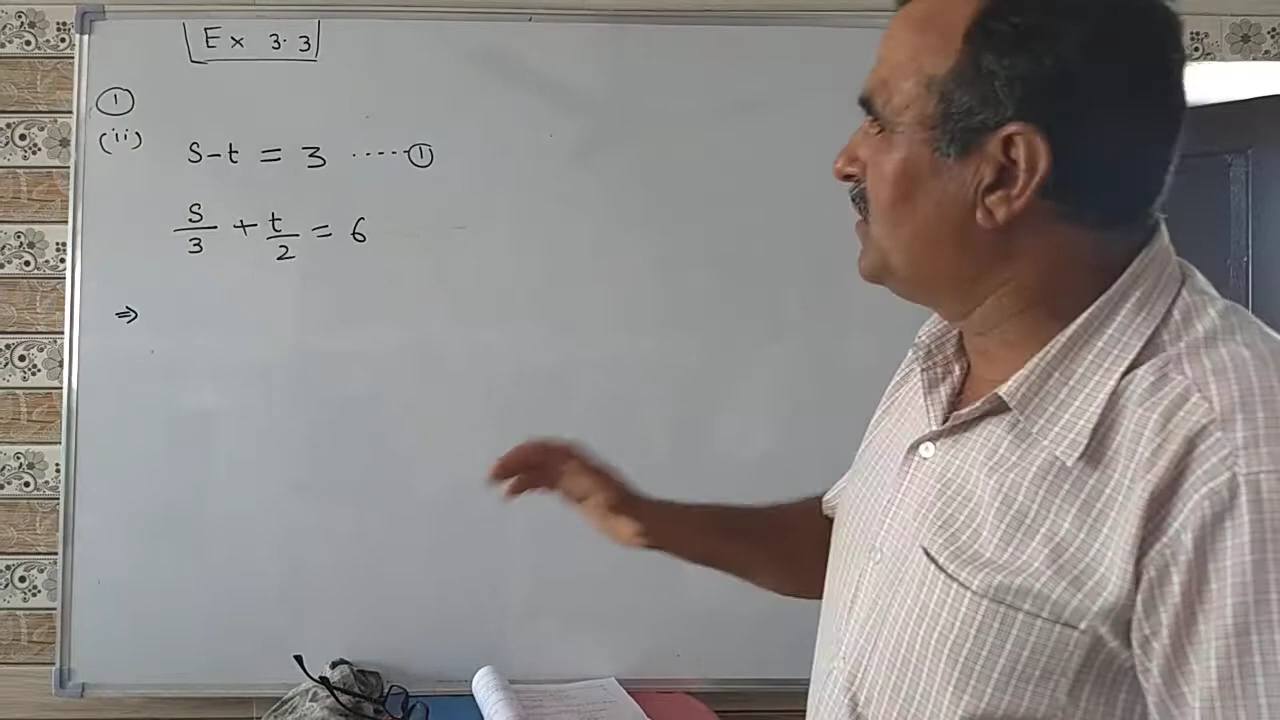 Ex 3.3
①
(ii) s-t = 3 .....①
s/3 + t/2 = 6
⇒